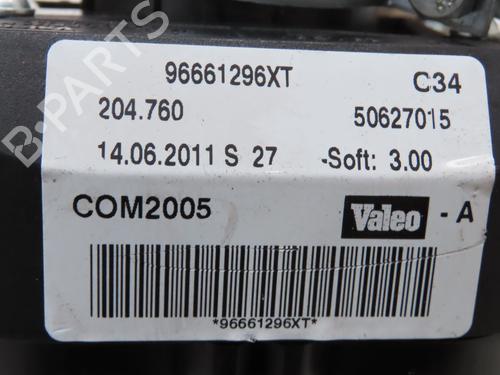 96661296XT C34
204.760 50627015
14.06.2011 S 27 -Soft: 3.00
COM2005 Valeo - A
*96661296XT*
B-PARTS